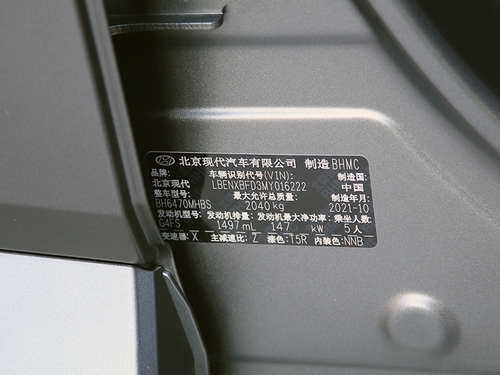 北京现代汽车有限公司 制造 BHMC
品牌: 车辆识别代号(VIN): 制造国:
北京现代 LBENXBFD3MY016222 中国
整车型号: 最大允许总质量: 制造年月:
BH6470MHBS 2040 kg 2021-10
发动机型号: 发动机排量: 发动机最大净功率: 乘坐人数:
G4FS 1497 mL 147 kW 5 人
变速器: X 主减速比: Z 漆色: T5R 内装色: NNB